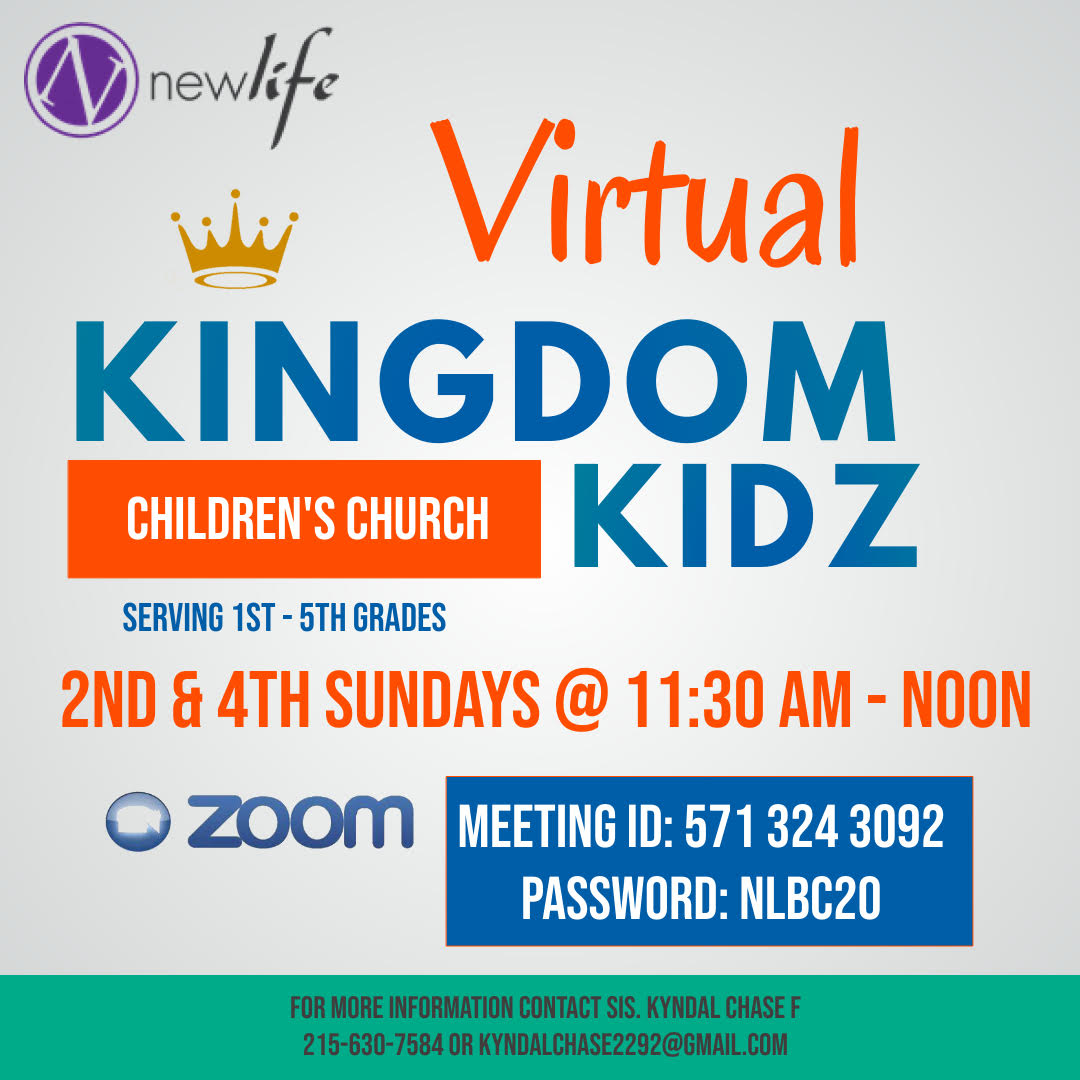 N newlife
Virtual
KINGDOM
CHILDREN'S CHURCH KIDZ
SERVING 1ST - 5TH GRADES
2ND & 4TH SUNDAYS @ 11:30 AM - NOON
zoom
MEETING ID: 571 324 3092
PASSWORD: NLBC20
FOR MORE INFORMATION CONTACT SIS. KYNDAL CHASE F
215-630-7584 OR KYNDALCHASE2292@GMAIL.COM